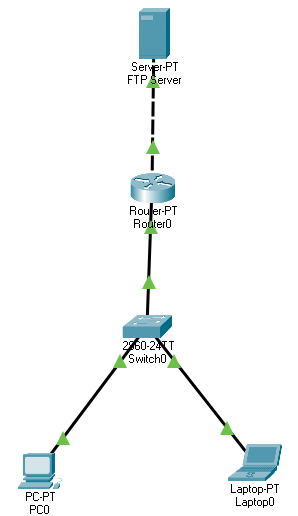 Server-PT
FTP Server
Router-PT
Router0
2960-24TT
Switch0
PC-PT
PC0
Laptop-PT
Laptop0